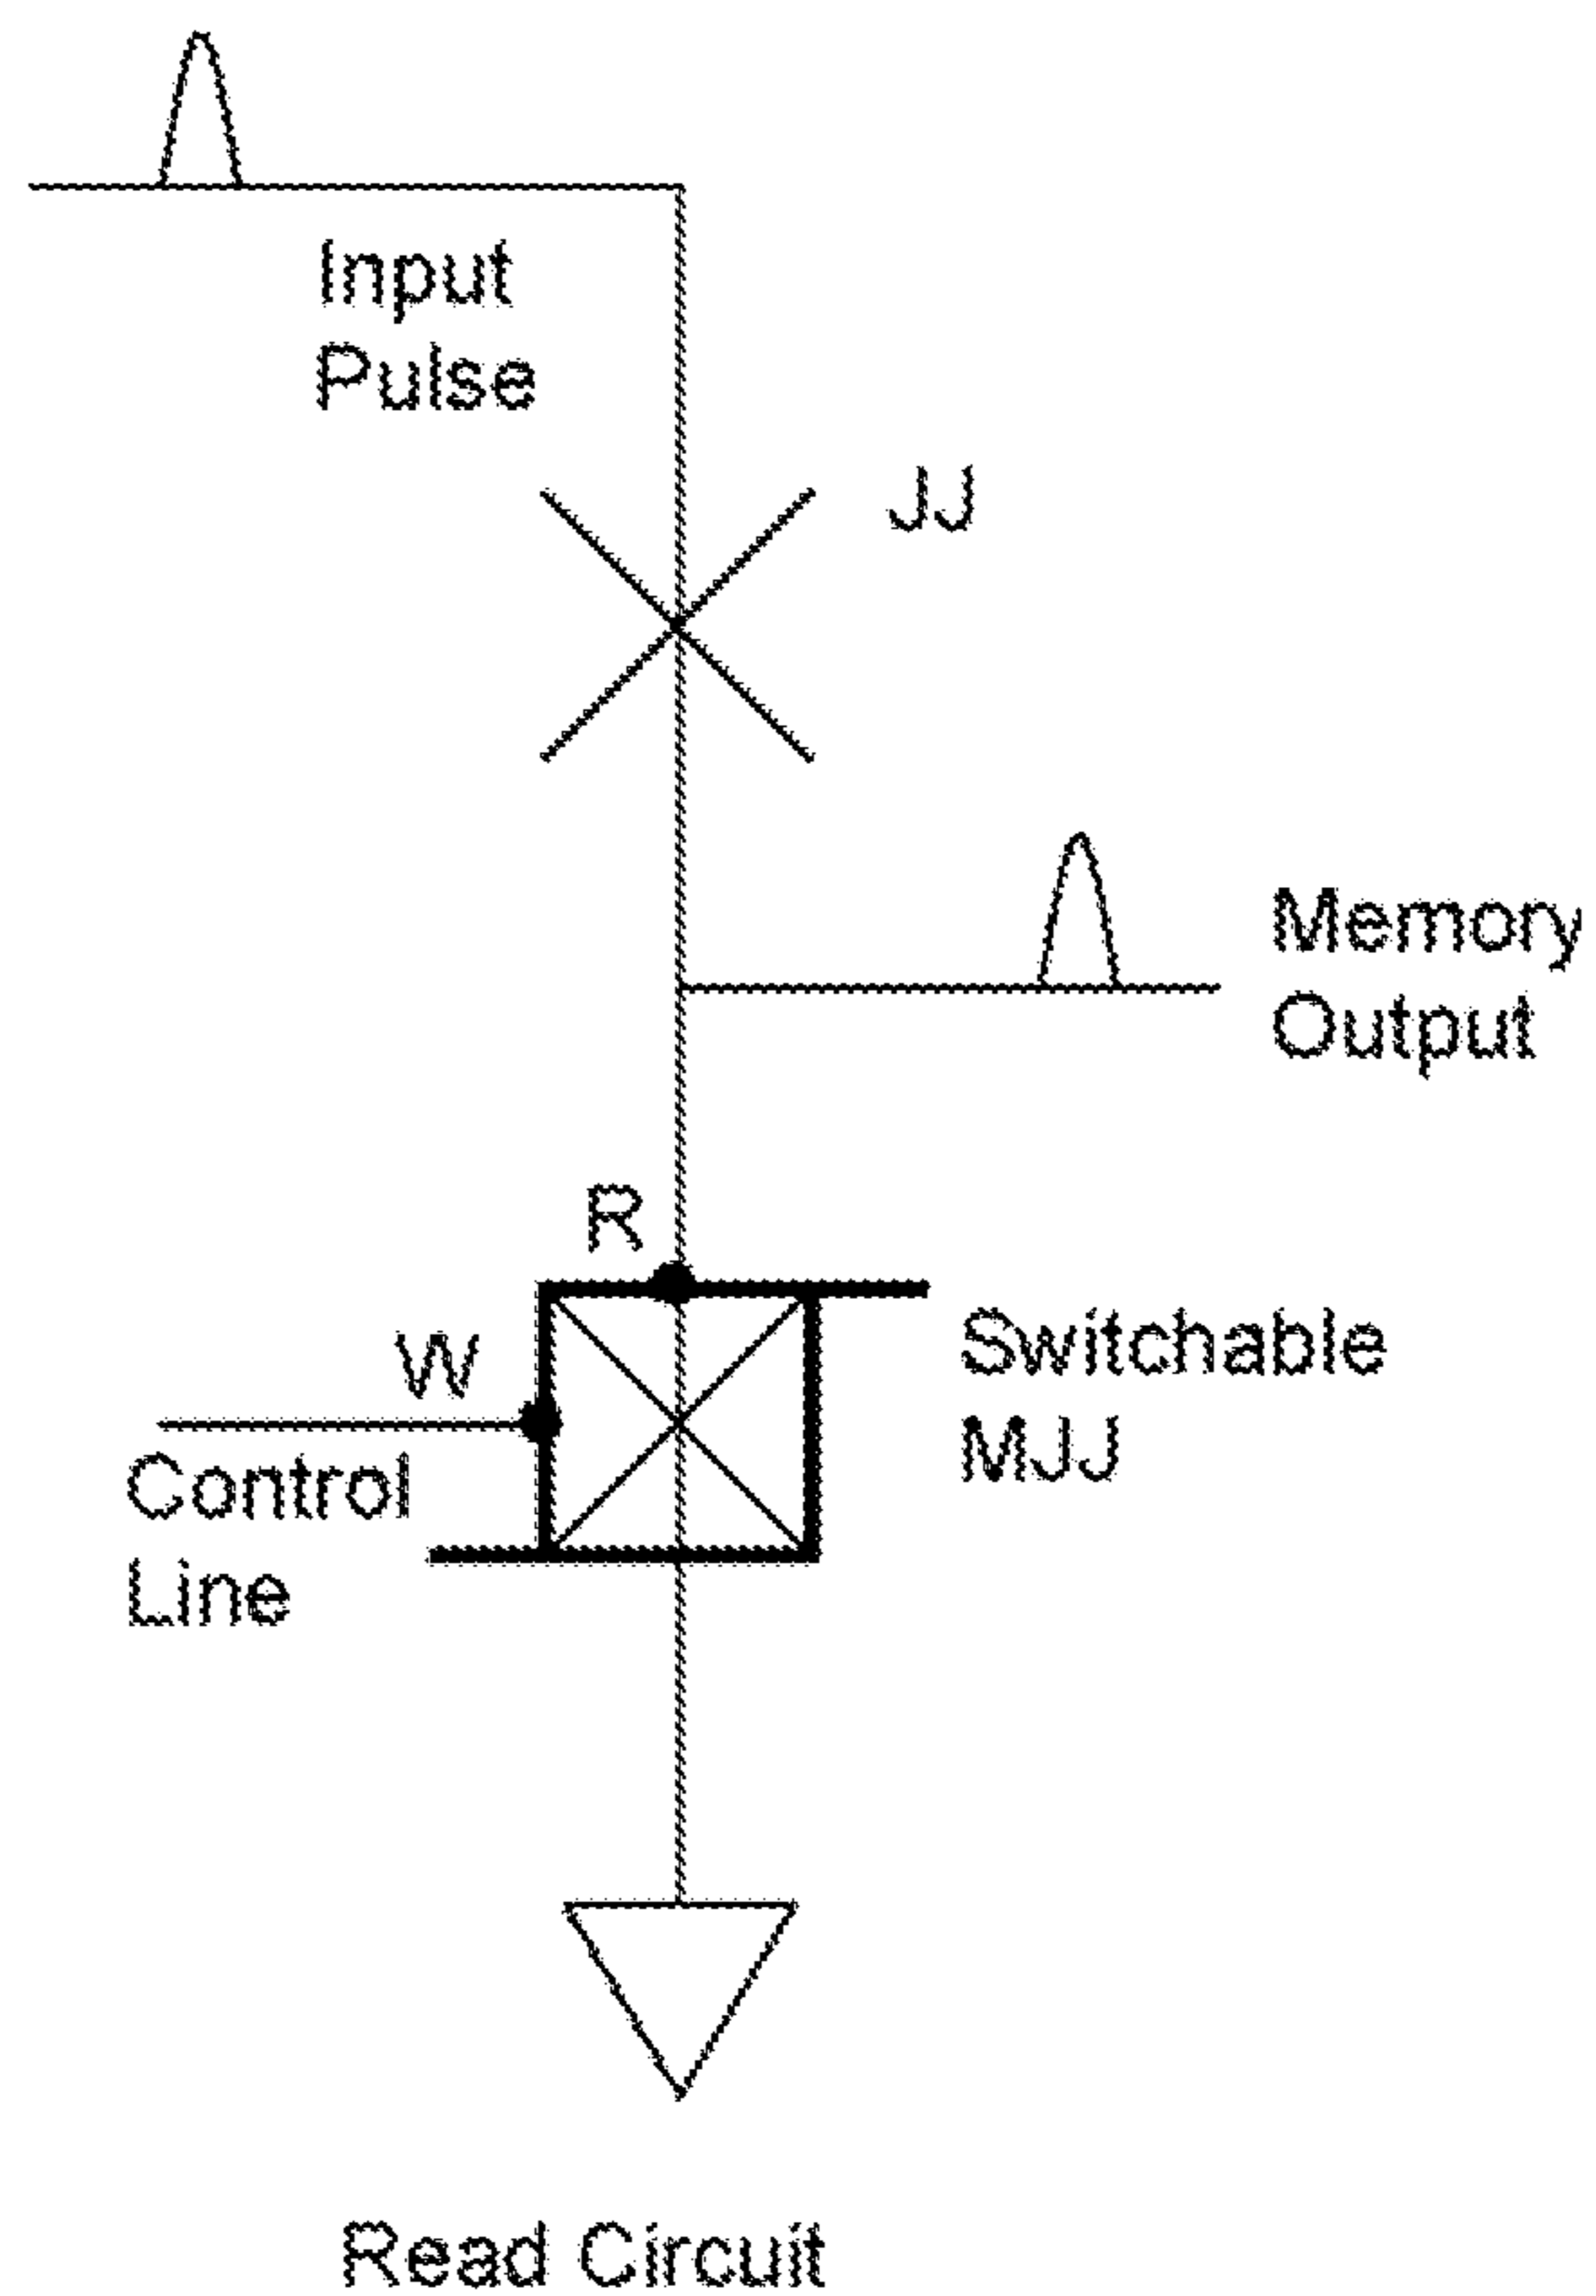 Input
Pulse
JJ
Memory
Output
R
W
Switchable
MJJ
Control
Line
Read Circuit